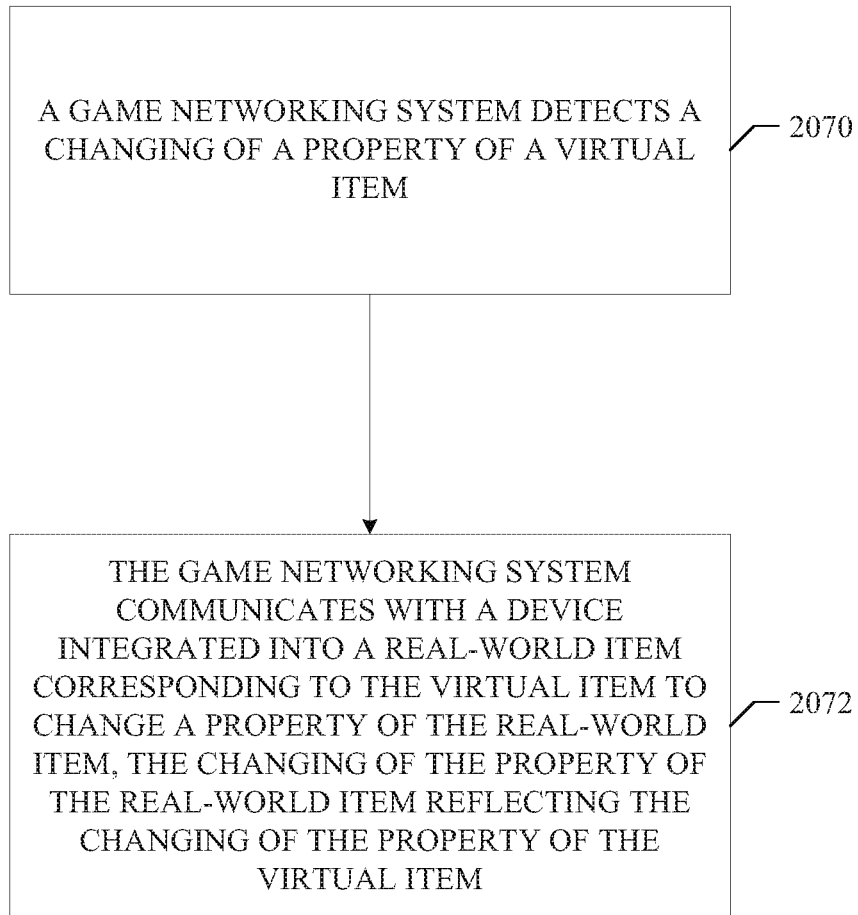 A GAME NETWORKING SYSTEM DETECTS A
CHANGING OF A PROPERTY OF A VIRTUAL
ITEM
2070
THE GAME NETWORKING SYSTEM
COMMUNICATES WITH A DEVICE
INTEGRATED INTO A REAL-WORLD ITEM
CORRESPONDING TO THE VIRTUAL ITEM TO
CHANGE A PROPERTY OF THE REAL-WORLD
ITEM, THE CHANGING OF THE PROPERTY OF
THE REAL-WORLD ITEM REFLECTING THE
CHANGING OF THE PROPERTY OF THE
VIRTUAL ITEM
2072